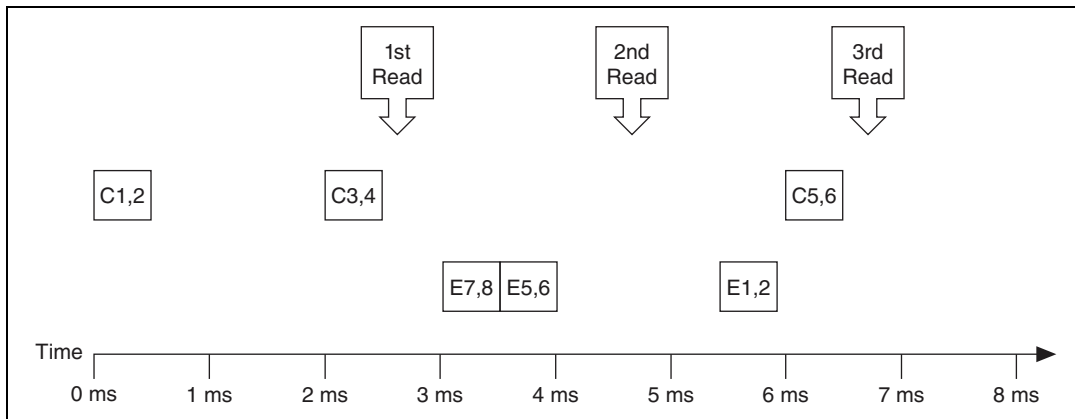 1st
Read
2nd
Read
3rd
Read
C1,2
C3,4
C5,6
E7,8
E5,6
E1,2
Time
0 ms
1 ms
2 ms
3 ms
4 ms
5 ms
6 ms
7 ms
8 ms